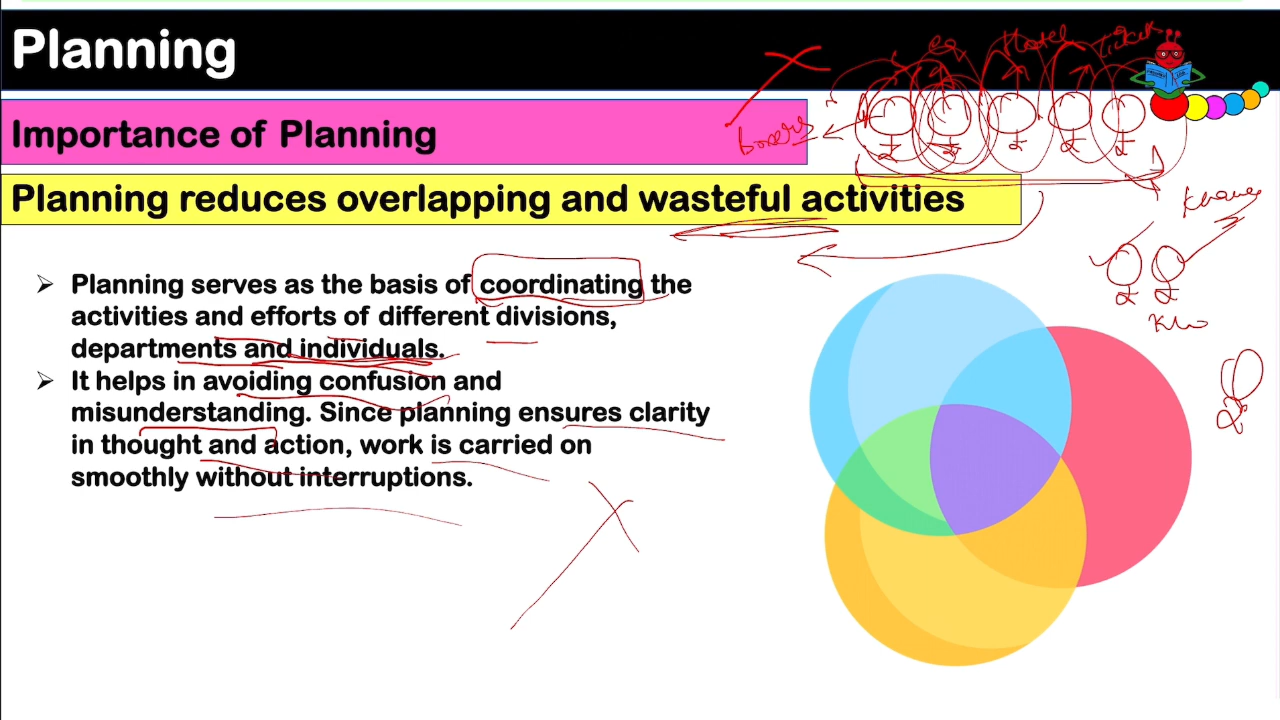 Planning
Importance of Planning
Planning reduces overlapping and wasteful activities
Hotel
Ticket
➢ Planning serves as the basis of coordinating the
activities and efforts of different divisions,
departments and individuals.
➢ It helps in avoiding confusion and
misunderstanding. Since planning ensures clarity
in thought and action, work is carried on
smoothly without interruptions.